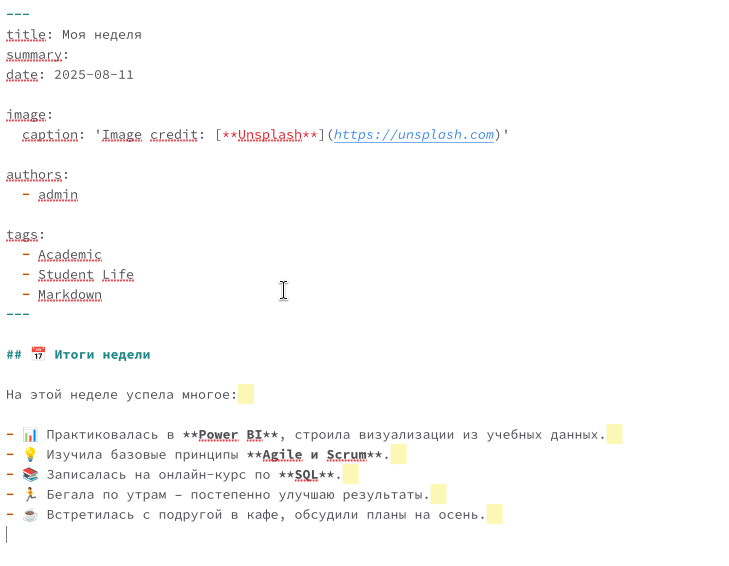 ---
title: Моя неделя
summary:
date: 2025-08-11
image:
  caption: 'Image credit: [**Unsplash**](https://unsplash.com)'
authors:
  - admin
tags:
  - Academic
  - Student Life
  - Markdown
---
## 📅 Итоги недели
На этой неделе успела многое:
- 📊 Практиковалась в **Power BI**, строила визуализации из учебных данных.
- 💡 Изучила базовые принципы **Agile и Scrum**.
- 📚 Записалась на онлайн-курс по **SQL**.
- 🏃 Бегала по утрам – постепенно улучшаю результаты.
- ☕ Встретилась с подругой в кафе, обсудили планы на осень.